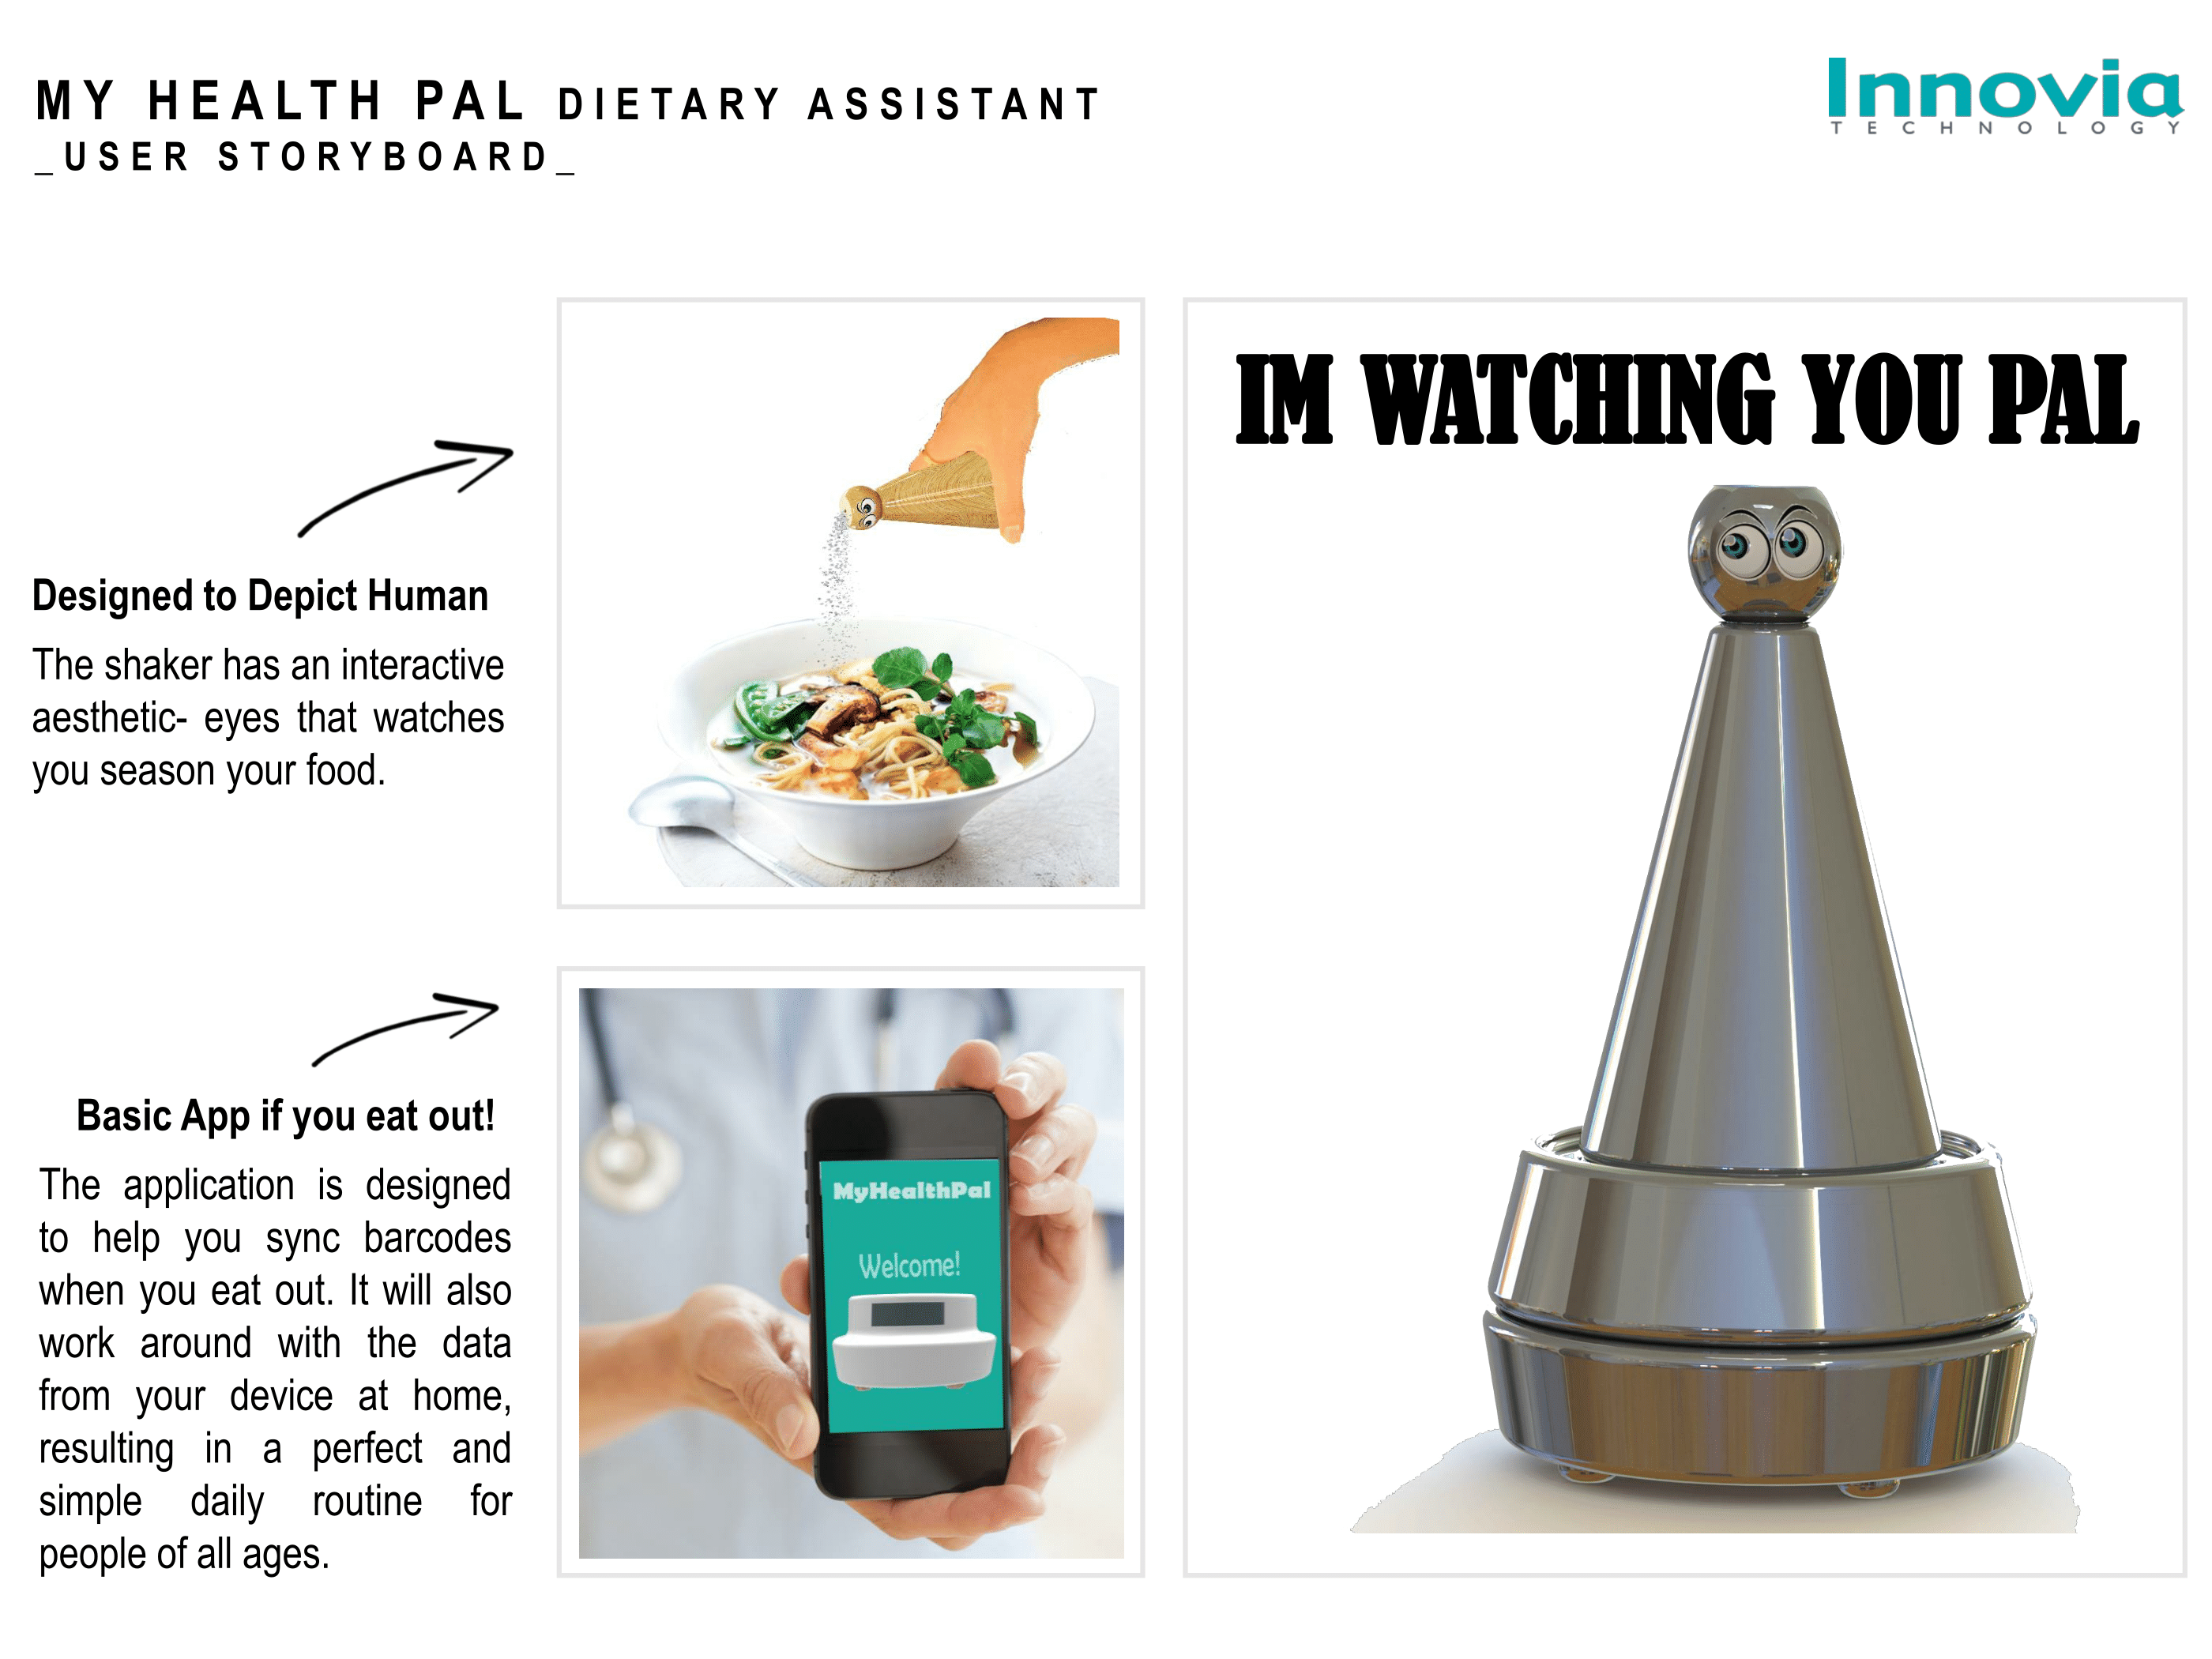 MY HEALTH PAL DIETARY ASSISTANT
_USER STORYBOARD_
Innovia
TECHNOLOGY
Designed to Depict Human
The shaker has an interactive
aesthetic- eyes that watches
you season your food.
IM WATCHING YOU PAL
Basic App if you eat out!
The application is designed
to help you sync barcodes
when you eat out. It will also
work around with the data
from your device at home,
resulting in a perfect and
simple daily routine for
people of all ages.
MyHealthPal
Welcome!